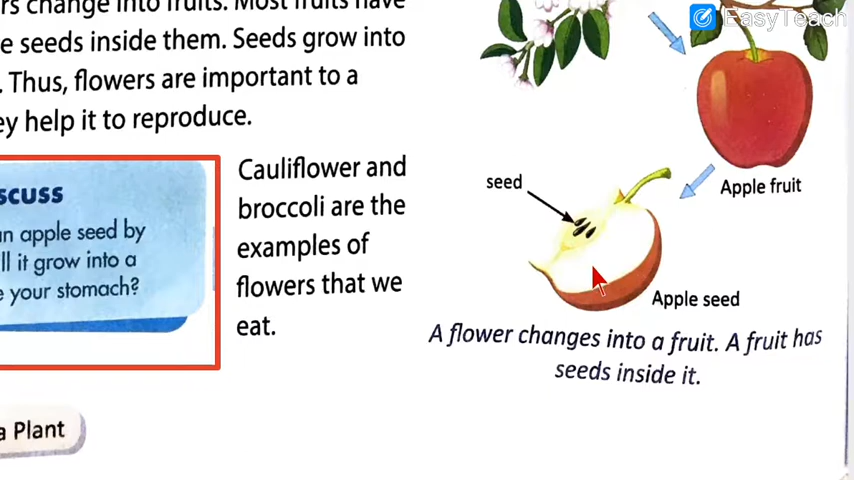 rs change into fruits. Most fruits have
e seeds inside them. Seeds grow into
. Thus, flowers are important to a
ey help it to reproduce.
SCUSS
an apple seed by
ll it grow into a
e your stomach?
Cauliflower and
broccoli are the
examples of
flowers that we
eat.
EasyTeach
Apple fruit
seed
Apple seed
A flower changes into a fruit. A fruit has
seeds inside it.
a Plant